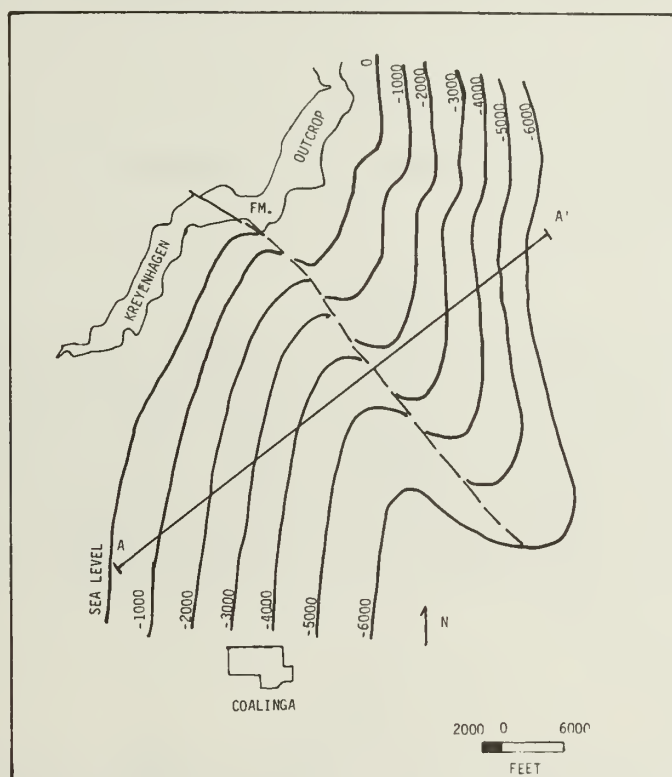 0
-1000
-2000
-3000
-4000
-5000
-6000
OUTCROP
FM.
KREYENHAGEN
A'
A
SEA LEVEL
-1000
-2000
-3000
-4000
-5000
-6000
N
COALINGA
2000 0 6000
FEET